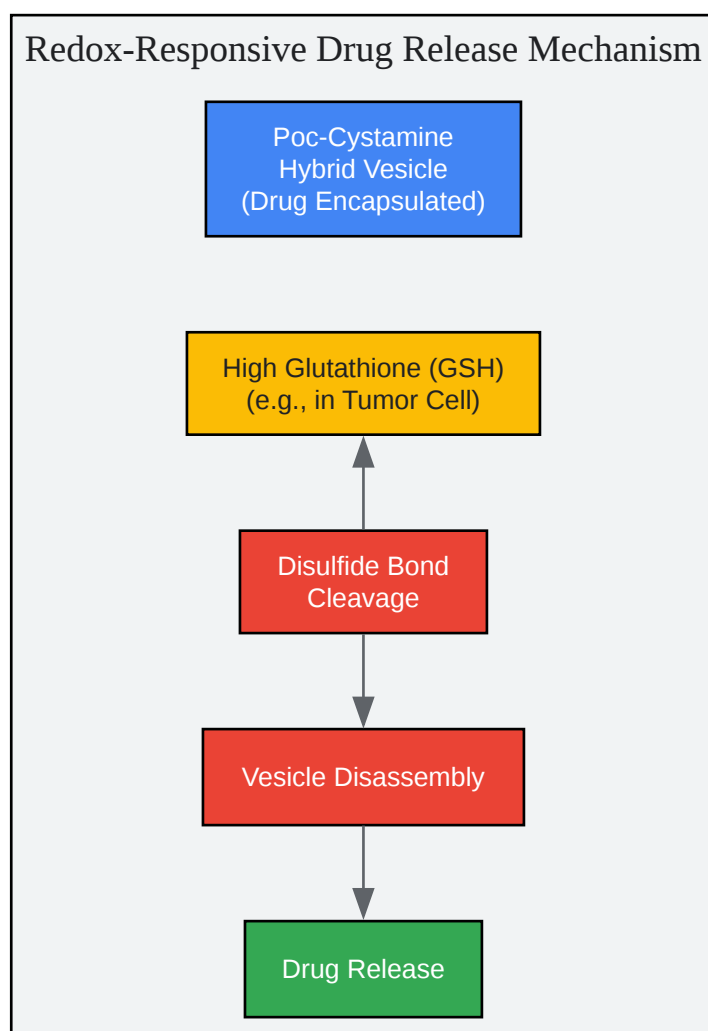 Redox-Responsive Drug Release Mechanism
Poc-Cystamine
Hybrid Vesicle
(Drug Encapsulated)
High Glutathione (GSH)
(e.g., in Tumor Cell)
Disulfide Bond
Cleavage
Vesicle Disassembly
Drug Release